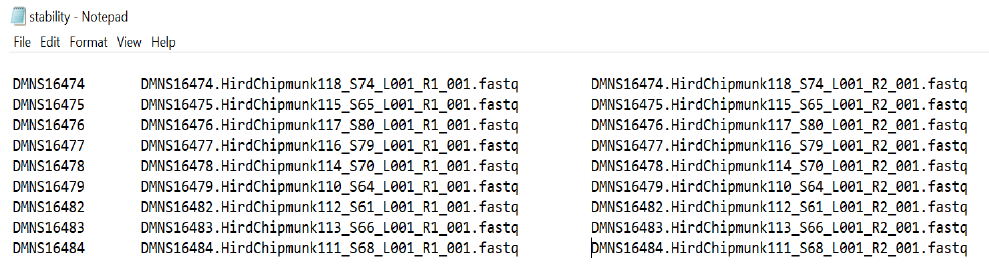 stability - Notepad
File Edit Format View Help
DMNS16474 DMNS16474.HirdChipmunk118_S74_L001_R1_001.fastq DMNS16474.HirdChipmunk118_S74_L001_R2_001.fastq
DMNS16475 DMNS16475.HirdChipmunk115_S65_L001_R1_001.fastq DMNS16475.HirdChipmunk115_S65_L001_R2_001.fastq
DMNS16476 DMNS16476.HirdChipmunk117_S80_L001_R1_001.fastq DMNS16476.HirdChipmunk117_S80_L001_R2_001.fastq
DMNS16477 DMNS16477.HirdChipmunk116_S79_L001_R1_001.fastq DMNS16477.HirdChipmunk116_S79_L001_R2_001.fastq
DMNS16478 DMNS16478.HirdChipmunk114_S70_L001_R1_001.fastq DMNS16478.HirdChipmunk114_S70_L001_R2_001.fastq
DMNS16479 DMNS16479.HirdChipmunk110_S64_L001_R1_001.fastq DMNS16479.HirdChipmunk110_S64_L001_R2_001.fastq
DMNS16482 DMNS16482.HirdChipmunk112_S61_L001_R1_001.fastq DMNS16482.HirdChipmunk112_S61_L001_R2_001.fastq
DMNS16483 DMNS16483.HirdChipmunk113_S66_L001_R1_001.fastq DMNS16483.HirdChipmunk113_S66_L001_R2_001.fastq
DMNS16484 DMNS16484.HirdChipmunk111_S68_L001_R1_001.fastq DMNS16484.HirdChipmunk111_S68_L001_R2_001.fastq